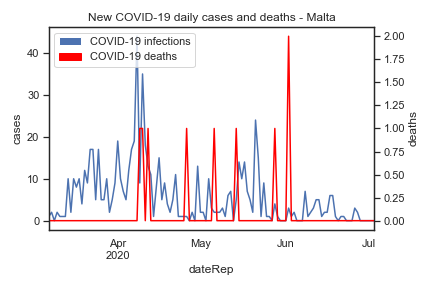 New COVID-19 daily cases and deaths - Malta
COVID-19 infections
COVID-19 deaths
40
30
20
10
0
cases
2.00
1.75
1.50
1.25
1.00
0.75
0.50
0.25
0.00
deaths
Apr
2020
May
Jun
Jul
dateRep